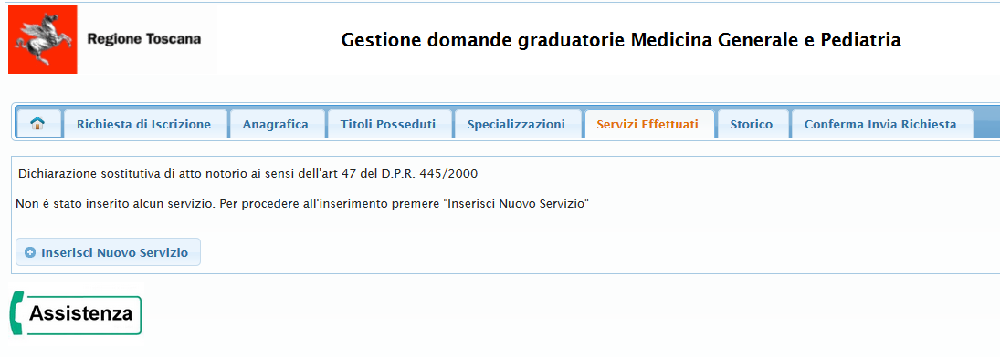 Regione Toscana
Gestione domande graduatorie Medicina Generale e Pediatria
Richiesta di Iscrizione Anagrafica Titoli Posseduti Specializzazioni Servizi Effettuati Storico Conferma Invia Richiesta
Dichiarazione sostitutiva di atto notorio ai sensi dell'art 47 del D.P.R. 445/2000
Non è stato inserito alcun servizio. Per procedere all'inserimento premere "Inserisci Nuovo Servizio"
Inserisci Nuovo Servizio
Assistenza